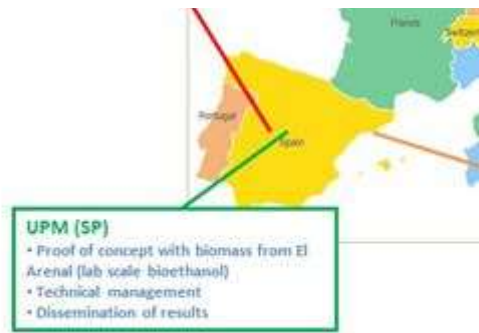 France
Switzerl
Portugal
Spain
UPM (SP)
• Proof of concept with biomass from El
Arenal (lab scale bioethanol)
• Technical management
• Dissemination of results